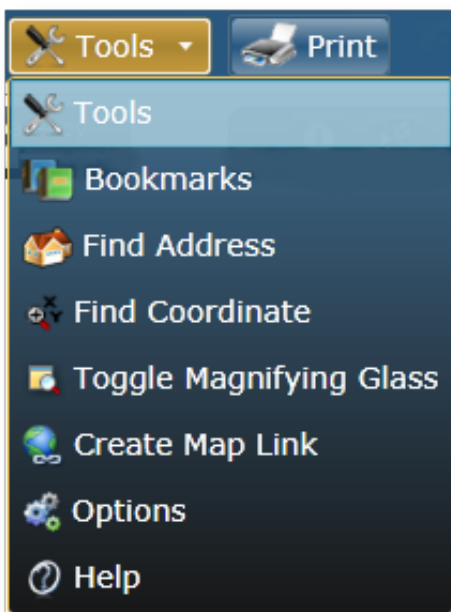 Tools Print
Tools
Bookmarks
Find Address
Find Coordinate
Toggle Magnifying Glass
Create Map Link
Options
Help